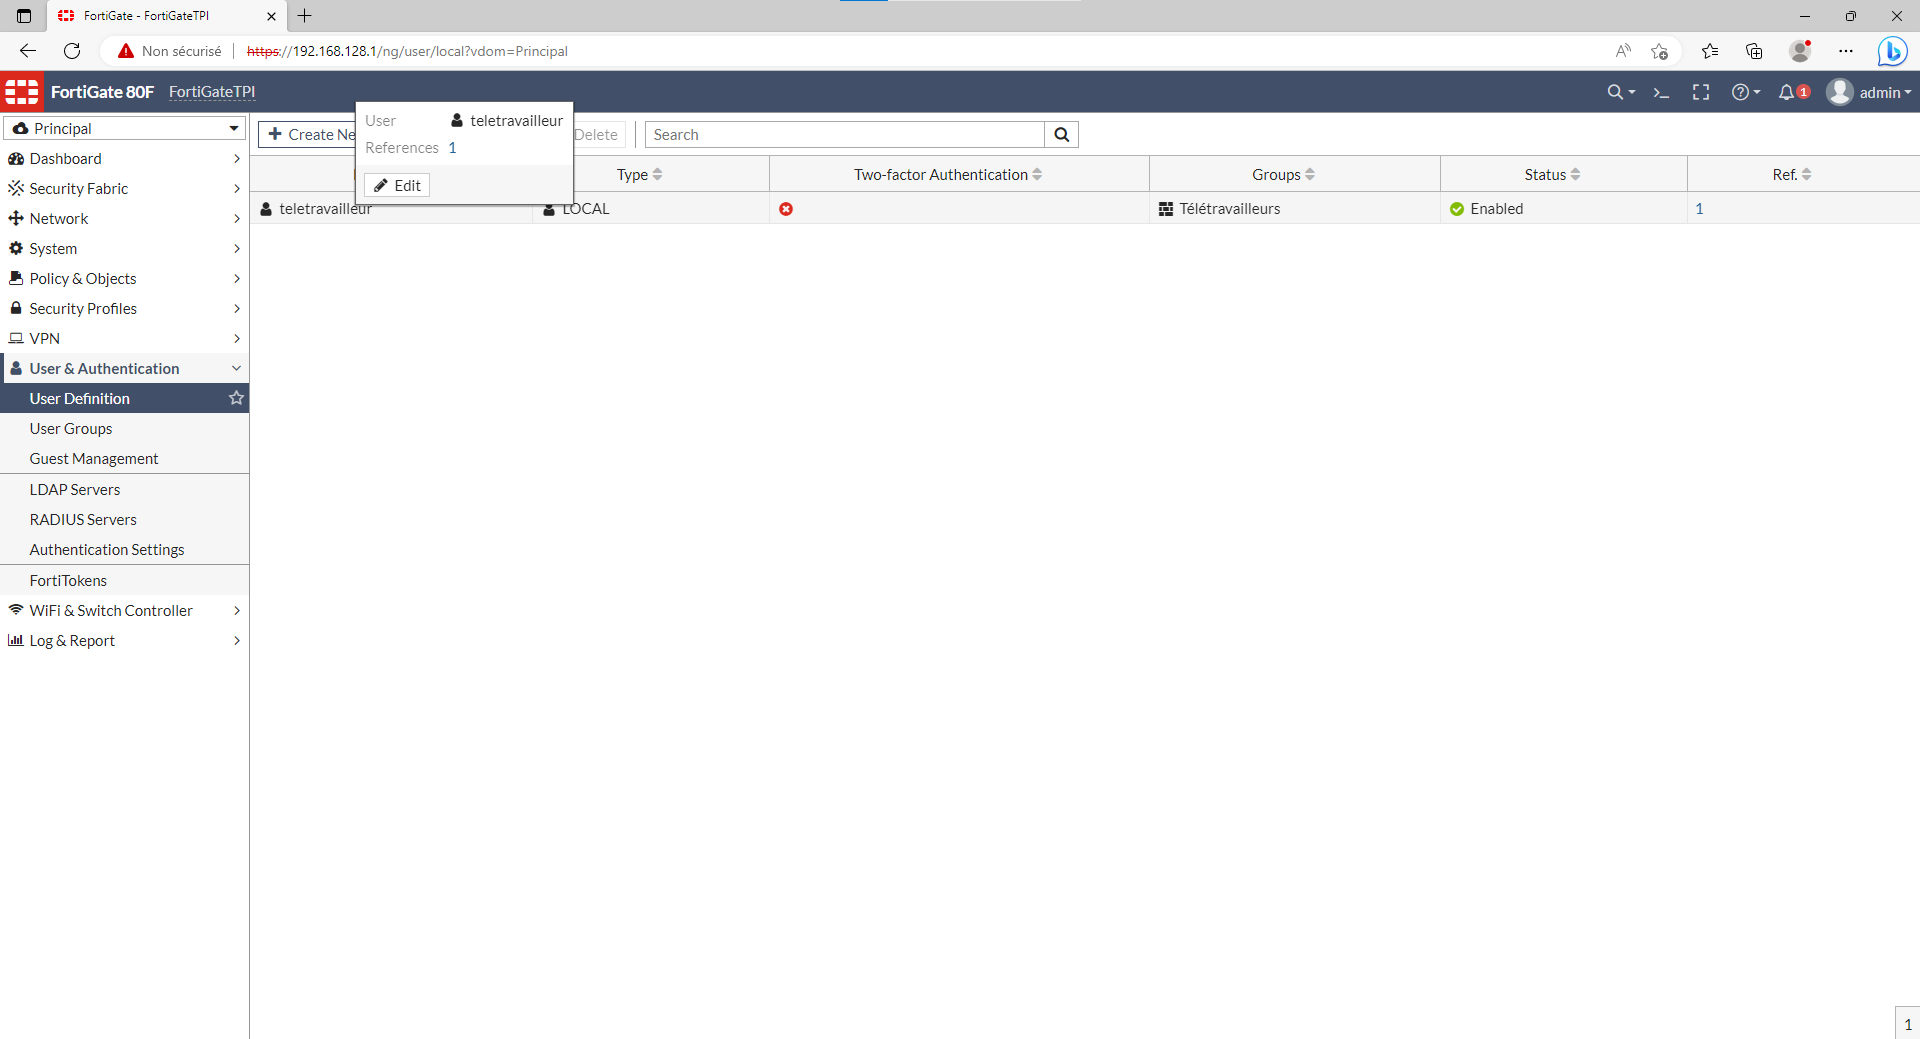 FortiGate - FortiGateTPI
Non sécurisé https://192.168.128.1/ng/user/local?vdom=Principal
FortiGate 80F FortiGateTPI
1 admin
Principal
Dashboard
Security Fabric
Network
System
Policy & Objects
Security Profiles
VPN
User & Authentication
User Definition
User Groups
Guest Management
LDAP Servers
RADIUS Servers
Authentication Settings
FortiTokens
WiFi & Switch Controller
Log & Report
User teletravailleur
References 1
Edit
Create Ne Delete Search
Type Two-factor Authentication Groups Status Ref.
teletravailleur LOCAL Télétravailleurs Enabled 1
1